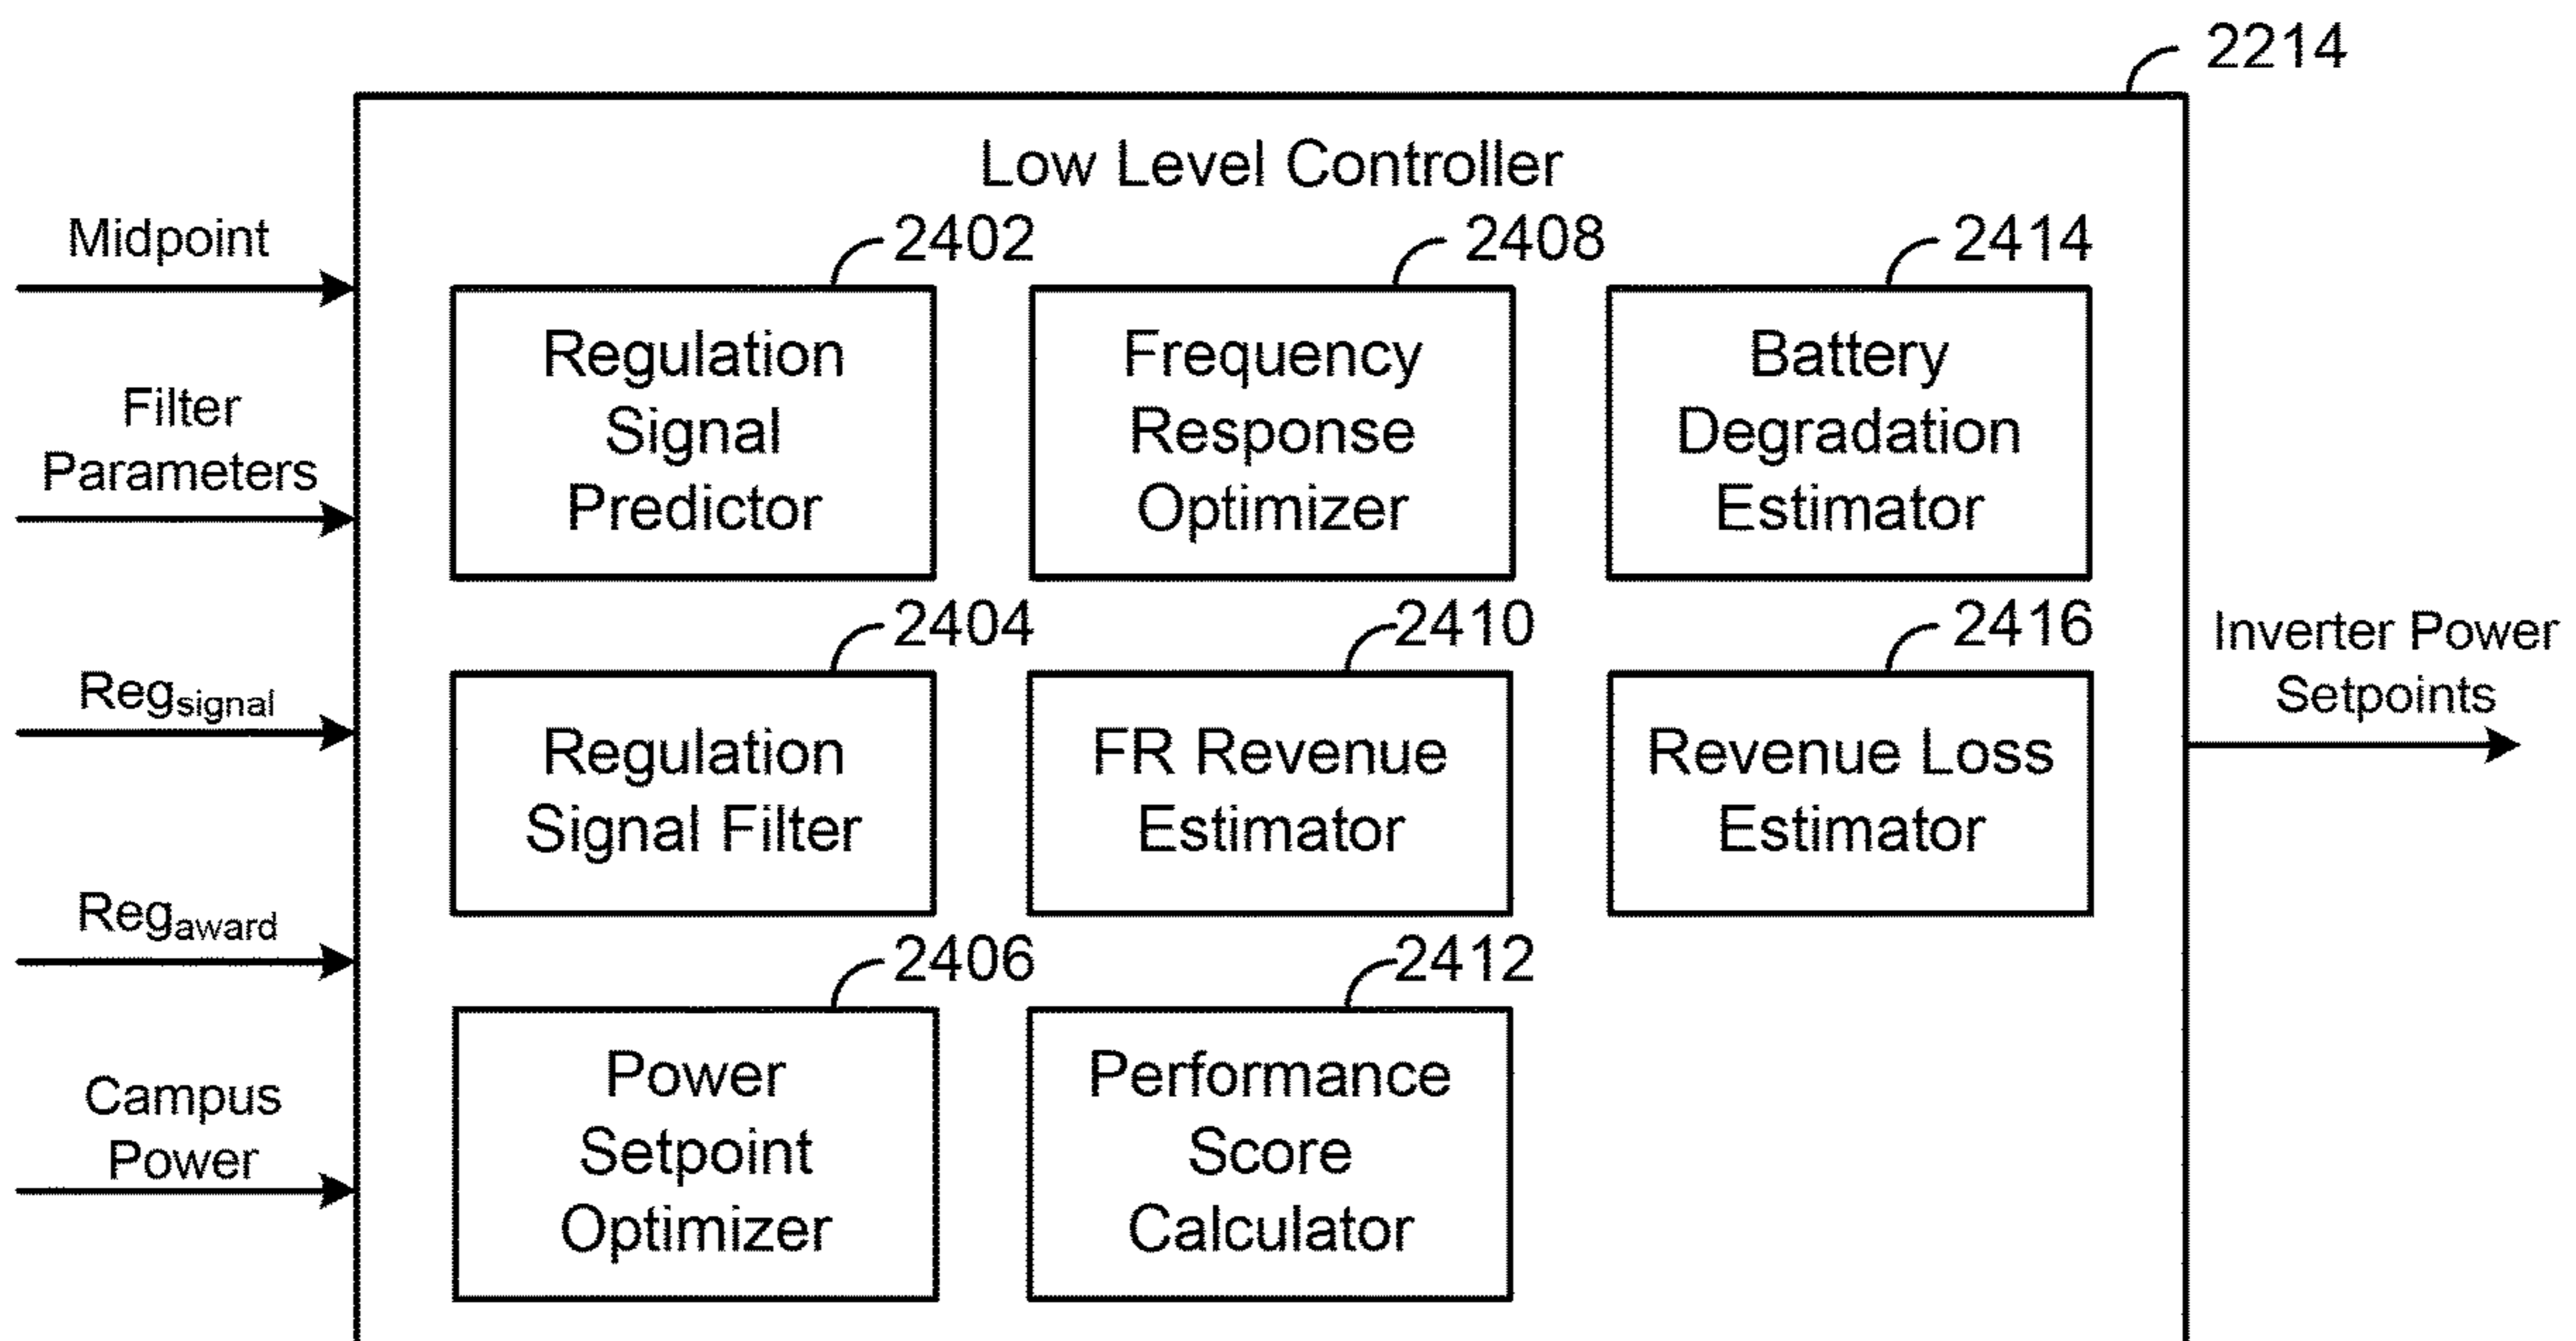 2214
Low Level Controller
Midpoint
Filter
Parameters
Regsignal
Regaward
Campus
Power
2402
Regulation
Signal
Predictor
2408
Frequency
Response
Optimizer
2414
Battery
Degradation
Estimator
2404
Regulation
Signal Filter
2410
FR Revenue
Estimator
2416
Revenue Loss
Estimator
2406
Power
Setpoint
Optimizer
2412
Performance
Score
Calculator
Inverter Power
Setpoints